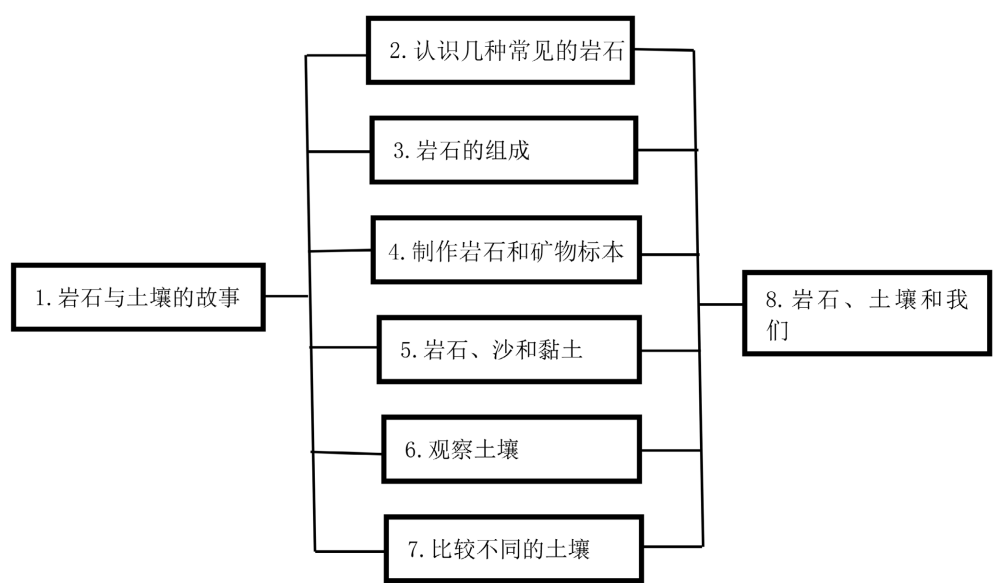 1.岩石与土壤的故事
2.认识几种常见的岩石
3.岩石的组成
4.制作岩石和矿物标本
5.岩石、沙和黏土
6.观察土壤
7.比较不同的土壤
8.岩石、土壤和我
们